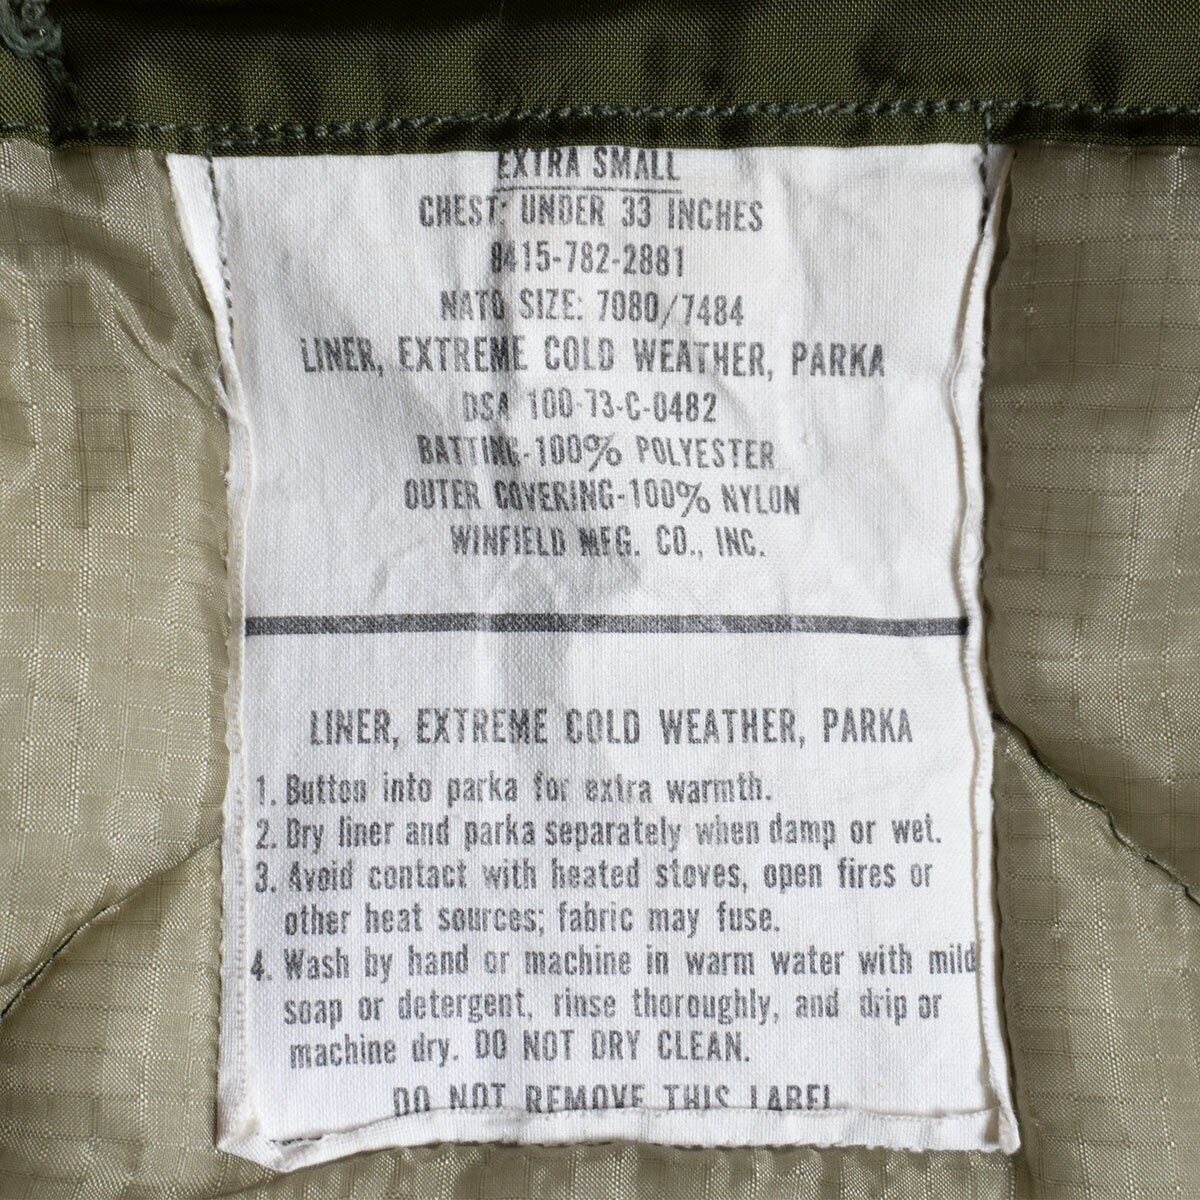 EXTRA SMALL
CHEST: UNDER 33 INCHES
8415-782-2881
NATO SIZE: 7080/7484
LINER, EXTREME COLD WEATHER, PARKA
DSA 100-73-C-0482
BATTING-100% POLYESTER
OUTER COVERING-100% NYLON
WINFIELD MFG. CO., INC.
LINER, EXTREME COLD WEATHER, PARKA
1. Button into parka for extra warmth.
2. Dry liner and parka separately when damp or wet.
3. Avoid contact with heated stoves, open fires or
other heat sources; fabric may fuse.
4. Wash by hand or machine in warm water with mild
soap or detergent, rinse thoroughly, and drip or
machine dry. DO NOT DRY CLEAN.
DO NOT REMOVE THIS LABEL